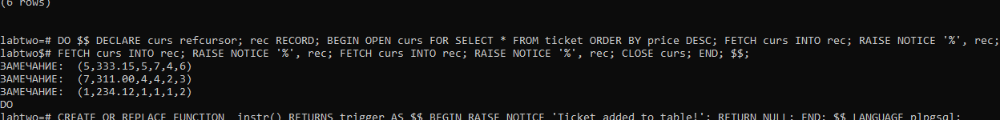 (6 rows)
labtwo=# DO $$ DECLARE curs refcursor; rec RECORD; BEGIN OPEN curs FOR SELECT * FROM ticket ORDER BY price DESC; FETCH curs INTO rec; RAISE NOTICE '%', rec;
labtwo$# FETCH curs INTO rec; RAISE NOTICE '%', rec; FETCH curs INTO rec; RAISE NOTICE '%', rec; CLOSE curs; END; $$;
ЗАМЕЧАНИЕ:  (5,333.15,5,7,4,6)
ЗАМЕЧАНИЕ:  (7,311.00,4,4,2,3)
ЗАМЕЧАНИЕ:  (1,234.12,1,1,1,2)
DO
labtwo=# CREATE OR REPLACE FUNCTION  instr() RETURNS trigger AS $$ BEGIN RAISE NOTICE 'Ticket added to table!'; RETURN NULL; END; $$ LANGUAGE plpgsql;